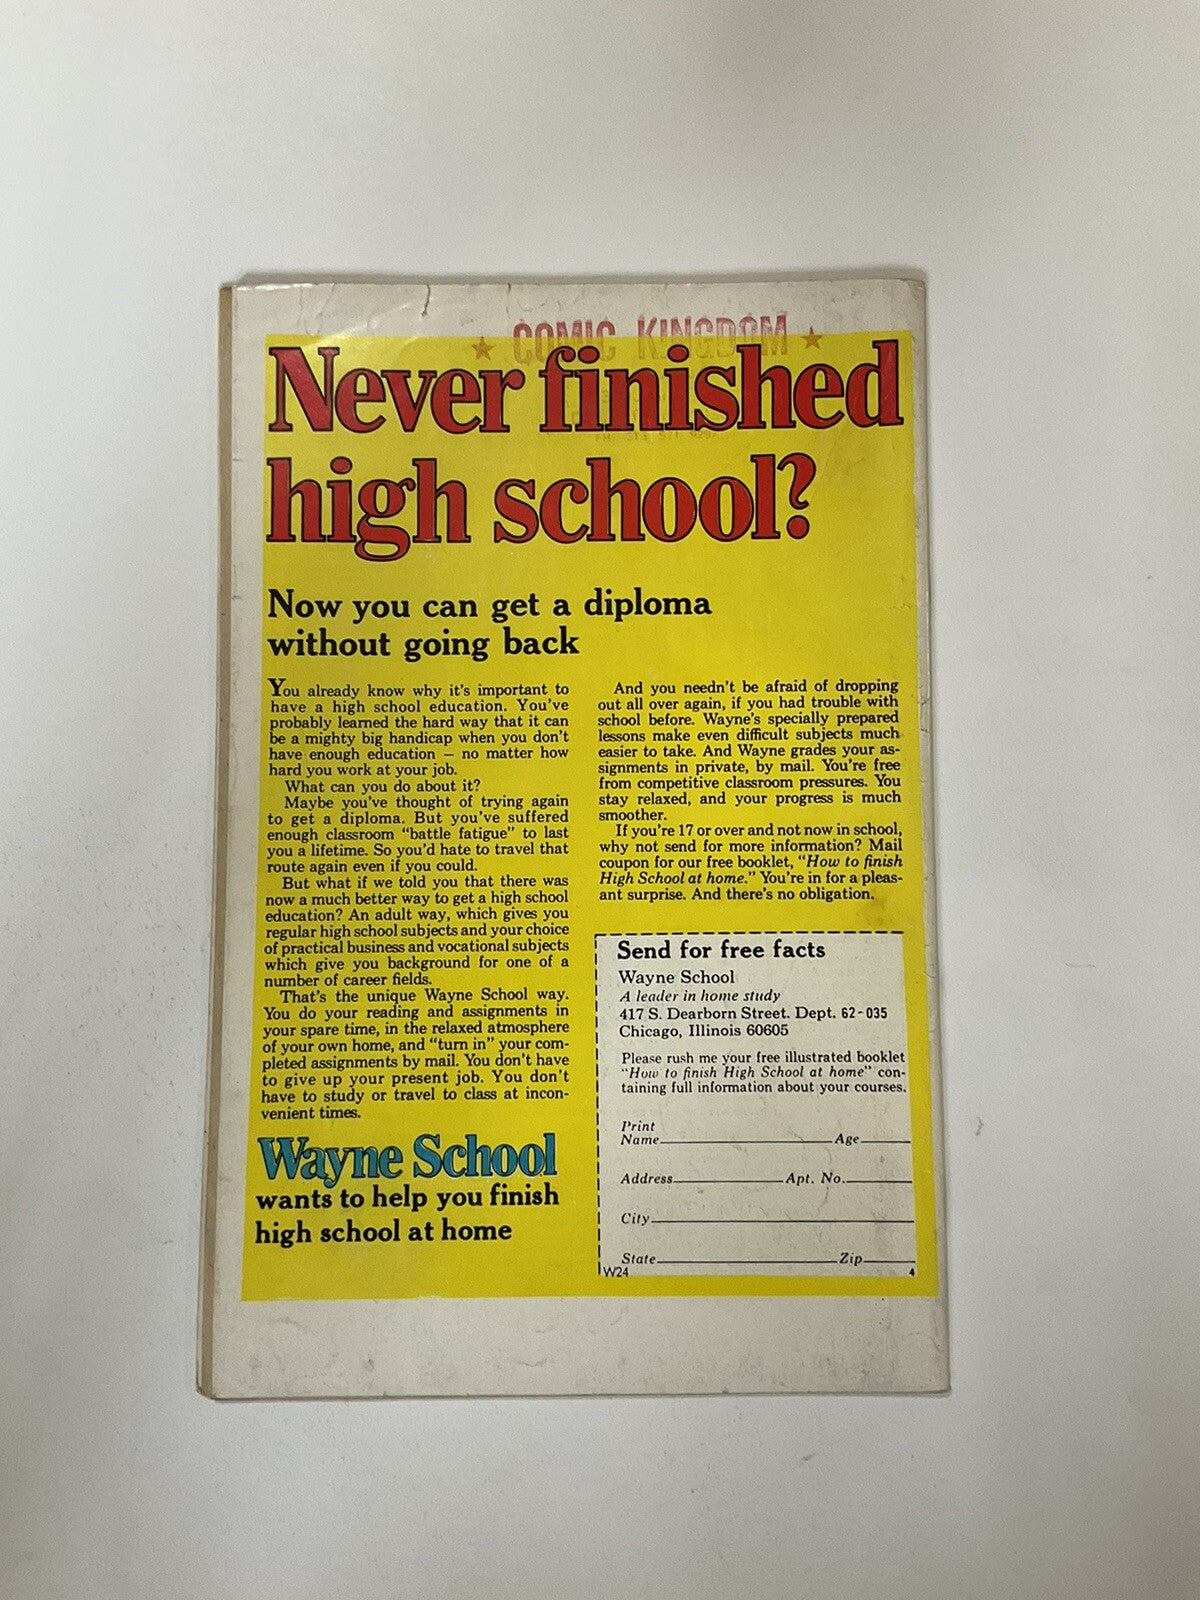 ★ COMIC KINGDOM ★
Never finished
high school?
Now you can get a diploma
without going back
You already know why it's important to
have a high school education. You've
probably learned the hard way that it can
be a mighty big handicap when you don't
have enough education – no matter how
hard you work at your job.
What can you do about it?
Maybe you've thought of trying again
to get a diploma. But you've suffered
enough classroom "battle fatigue" to last
you a lifetime. So you'd hate to travel that
route again even if you could.
But what if we told you that there was
now a much better way to get a high school
education? An adult way, which gives you
regular high school subjects and your choice
of practical business and vocational subjects
which give you background for one of a
number of career fields.
That's the unique Wayne School way.
You do your reading and assignments in
your spare time, in the relaxed atmosphere
of your own home, and "turn in" your com-
pleted assignments by mail. You don't have
to give up your present job. You don't
have to study or travel to class at incon-
venient times.
Wayne School
wants to help you finish
high school at home
And you needn't be afraid of dropping
out all over again, if you had trouble with
school before. Wayne's specially prepared
lessons make even difficult subjects much
easier to take. And Wayne grades your as-
signments in private, by mail. You're free
from competitive classroom pressures. You
stay relaxed, and your progress is much
smoother.
If you're 17 or over and not now in school,
why not send for more information? Mail
coupon for our free booklet, "How to finish
High School at home." You're in for a pleas-
ant surprise. And there's no obligation.
Send for free facts
Wayne School
A leader in home study
417 S. Dearborn Street. Dept. 62-035
Chicago, Illinois 60605
Please rush me your free illustrated booklet
"How to finish High School at home" con-
taining full information about your courses.
Print
Name Age
Address Apt. No.
City
State Zip
W24 4